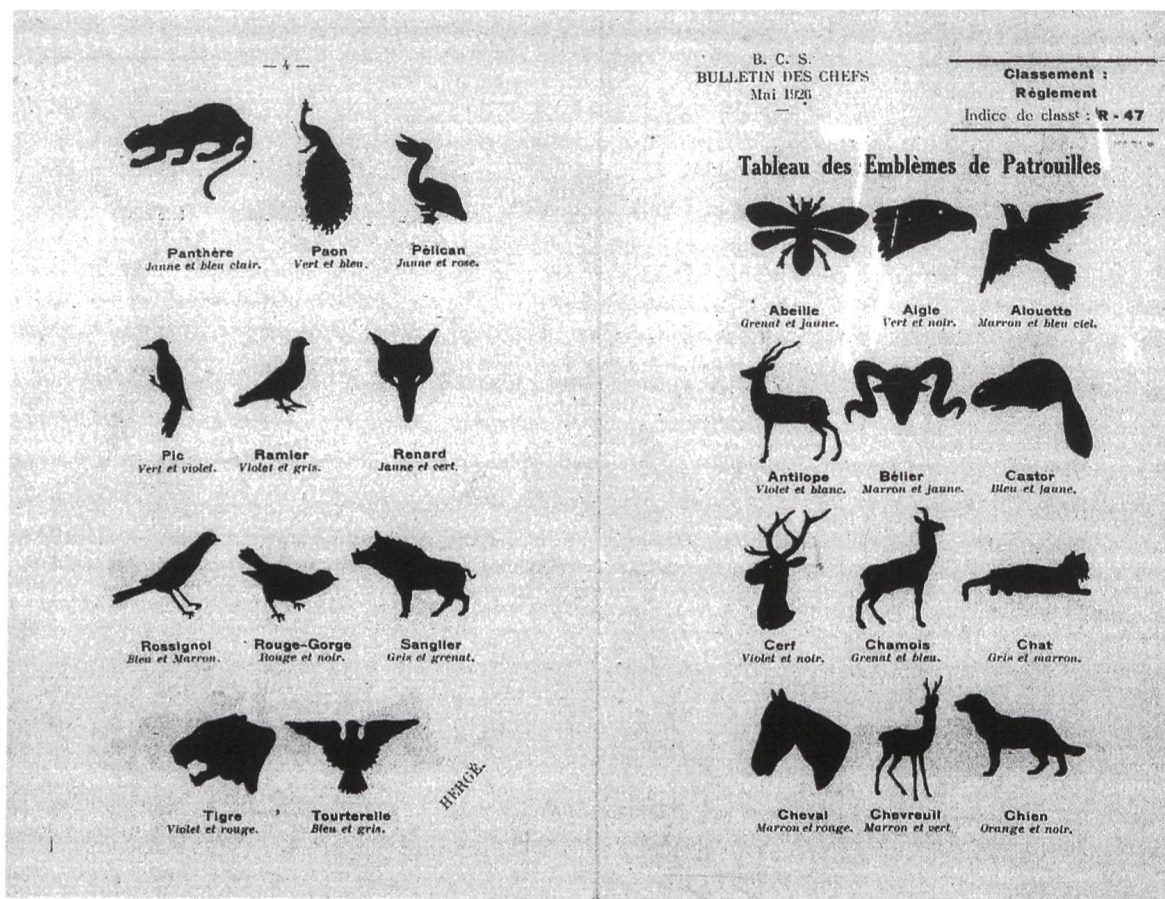 — 4 —
Panthère
Jaune et bleu clair.
Paon
Vert et bleu.
Pélican
Jaune et rose.
Pic
Vert et violet.
Ramier
Violet et gris.
Renard
Jaune et vert.
Rossignol
Bleu et Marron.
Rouge-Gorge
Rouge et noir.
Sanglier
Gris et grenat.
Tigre
Violet et rouge.
Tourterelle
Bleu et gris.
HERGÉ.
B. C. S.
BULLETIN DES CHEFS
Mai 1926
Classement :
Règlement
Indice de classt : R - 47
Tableau des Emblèmes de Patrouilles
Abeille
Grenat et jaune.
Aigle
Vert et noir.
Alouette
Marron et bleu ciel.
Antilope
Violet et blanc.
Bélier
Marron et jaune.
Castor
Bleu et jaune.
Cerf
Violet et noir.
Chamois
Grenat et bleu.
Chat
Gris et marron.
Cheval
Marron et rouge.
Chevreuil
Marron et vert.
Chien
Orange et noir.